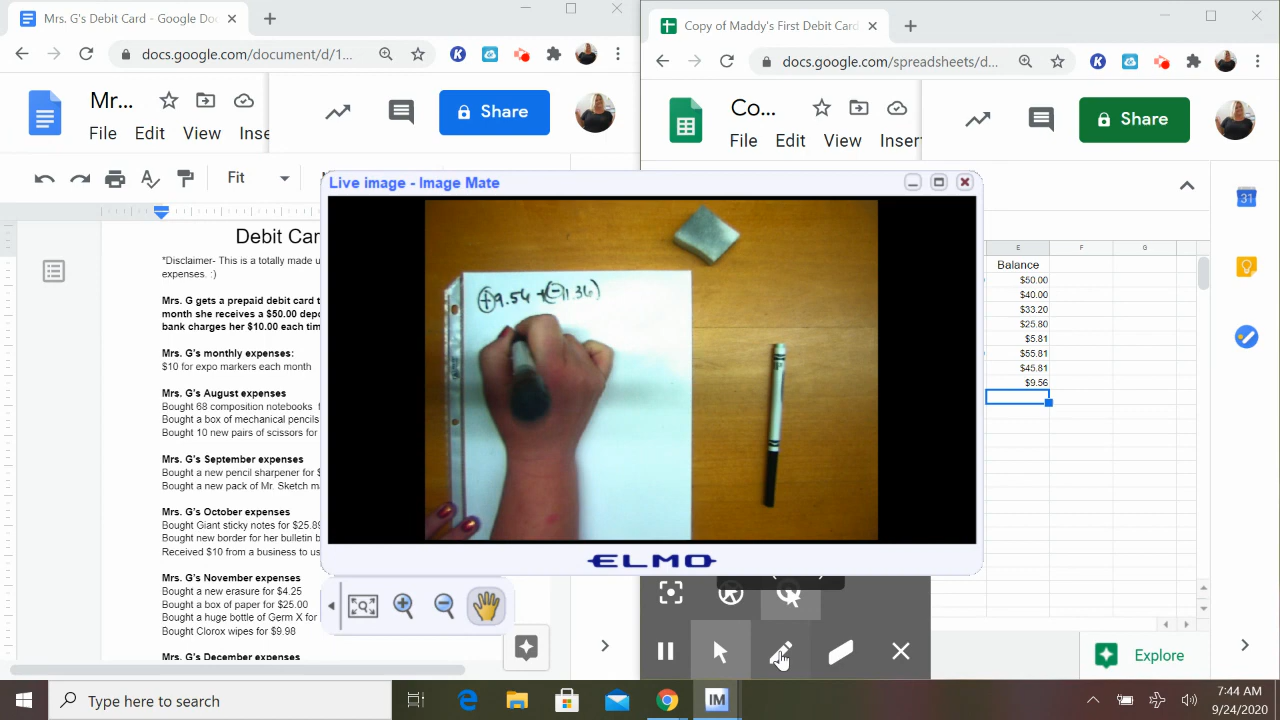 Mrs. G's Debit Card - Google Do
Copy of Maddy's First Debit Card
docs.google.com/document/d/1...
docs.google.com/spreadsheets/d...
Mr...
File Edit View Inse
Share
Co...
File Edit View Inser
Share
Fit
Live image - Image Mate
31
Debit Car
*Disclaimer- This is a totally made u
expenses. :)
Mrs. G gets a prepaid debit card t
month she receives a $50.00 depo
bank charges her $10.00 each tim
Mrs. G's monthly expenses:
$10 for expo markers each month
Mrs. G's August expenses
Bought 68 composition notebooks
Bought a box of mechanical pencils
Bought 10 new pairs of scissors for
Mrs. G's September expenses
Bought a new pencil sharpener for $
Bought a new pack of Mr. Sketch m
Mrs. G's October expenses
Bought Giant sticky notes for $25.89
Bought new border for her bulletin b
Received $10 from a business to us
Mrs. G's November expenses
Bought a new erasure for $4.25
Bought a box of paper for $25.00
Bought a huge bottle of Germ X for
Bought Clorox wipes for $9.98
Mrs. G's December expenses
+9.56 + (-
ELMO
E F G
Balance
$50.00
$40.00
$33.20
$25.80
$5.81
$55.81
$45.81
$9.56
Explore
Type here to search
IM
7:44 AM
9/24/2020